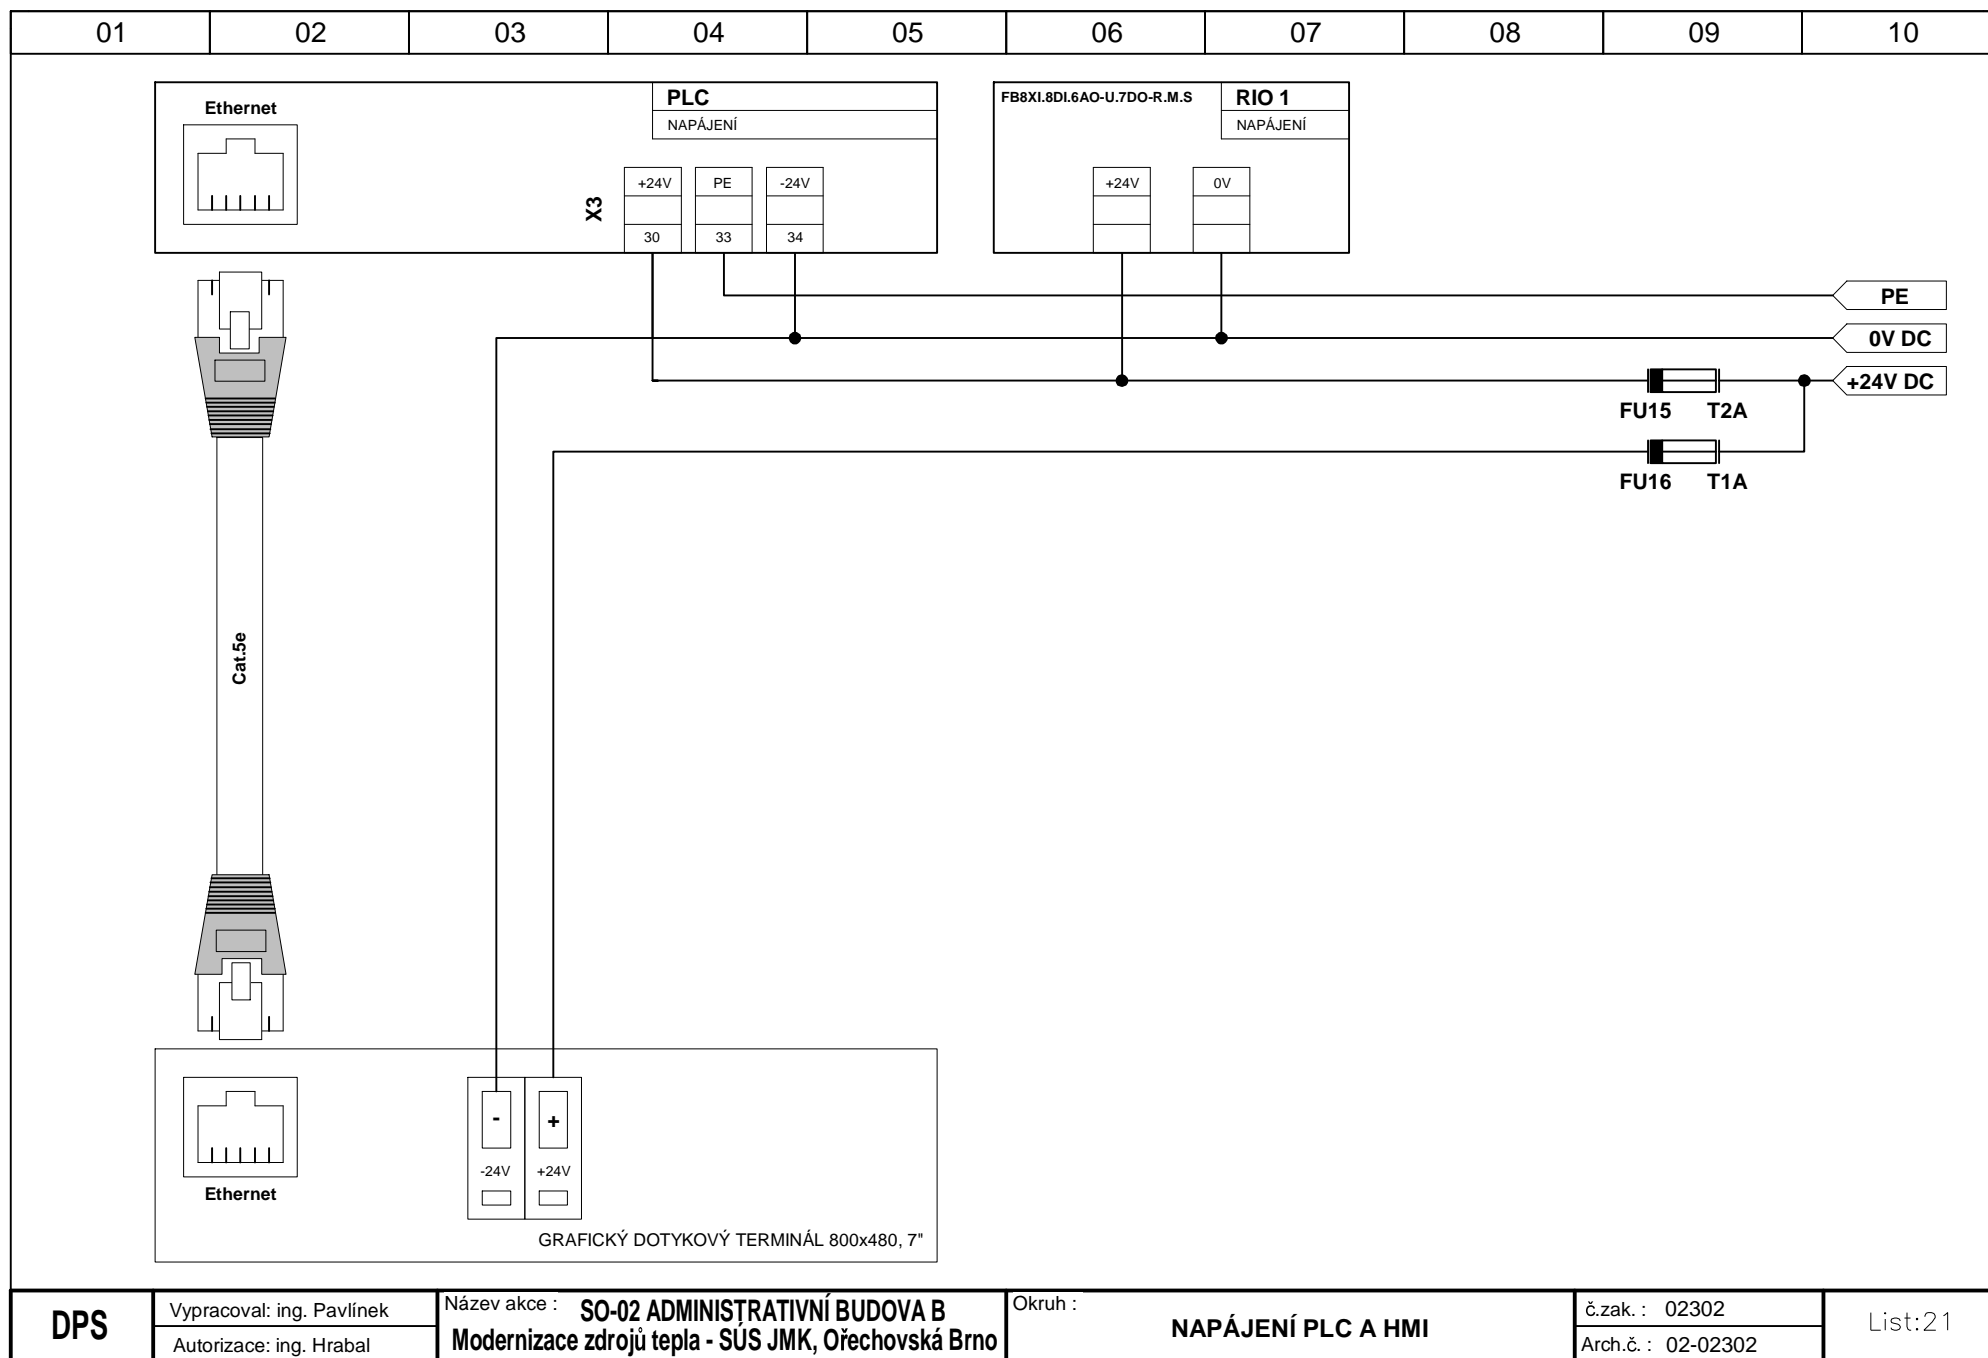 01 02 03 04 05 06 07 08 09 10
Ethernet
PLC
NAPÁJENÍ
X3
+24V PE -24V
30 33 34
FB8XI.8DI.6AO-U.7DO-R.M.S
RIO 1
NAPÁJENÍ
+24V 0V
PE
0V DC
+24V DC
FU15 T2A
FU16 T1A
Cat.5e
Ethernet
- +
-24V +24V
GRAFICKÝ DOTYKOVÝ TERMINÁL 800x480, 7"
DPS
Vypracoval: ing. Pavlínek
Autorizace: ing. Hrabal
Název akce :
SO-02 ADMINISTRATIVNÍ BUDOVA B
Modernizace zdrojů tepla - SÚS JMK, Ořechovská Brno
Okruh :
NAPÁJENÍ PLC A HMI
č.zak. : 02302
Arch.č. : 02-02302
List:21